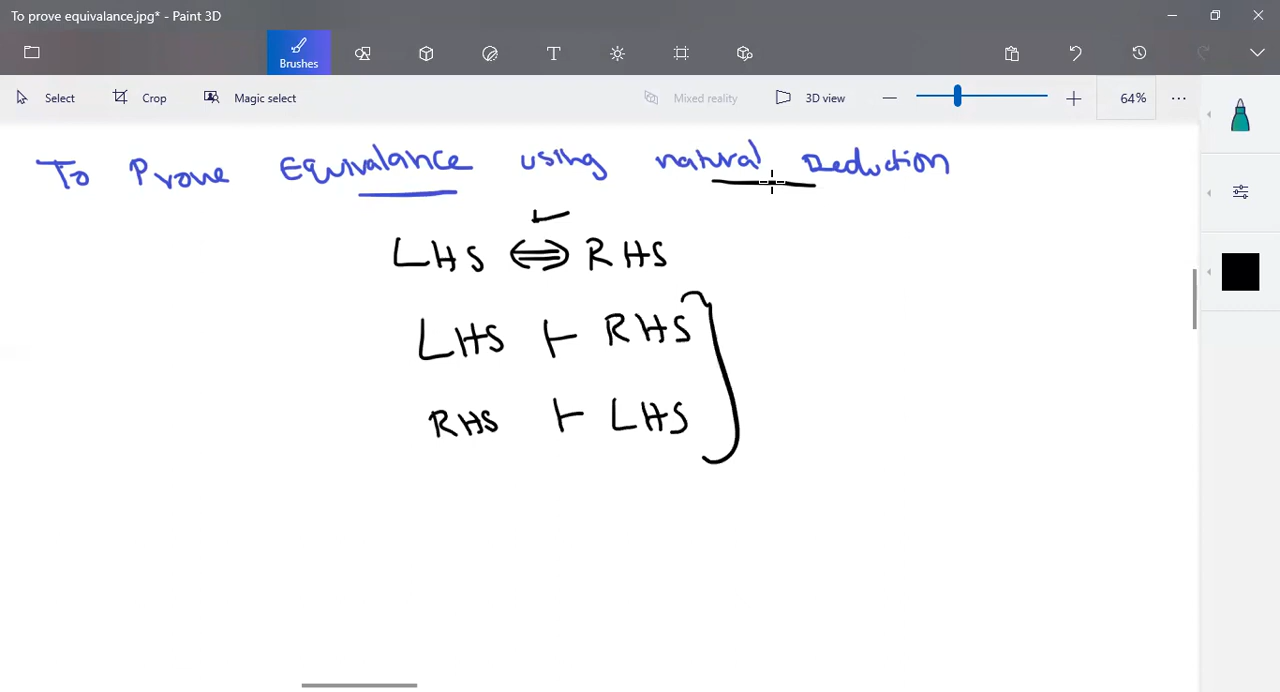 To prove equivalance.jpg* - Paint 3D
Brushes
Select Crop Magic select Mixed reality 3D view 64%
To Prove Equivalance using natural Deduction
LHS ⇔ RHS
LHS ⊢ RHS
RHS ⊢ LHS